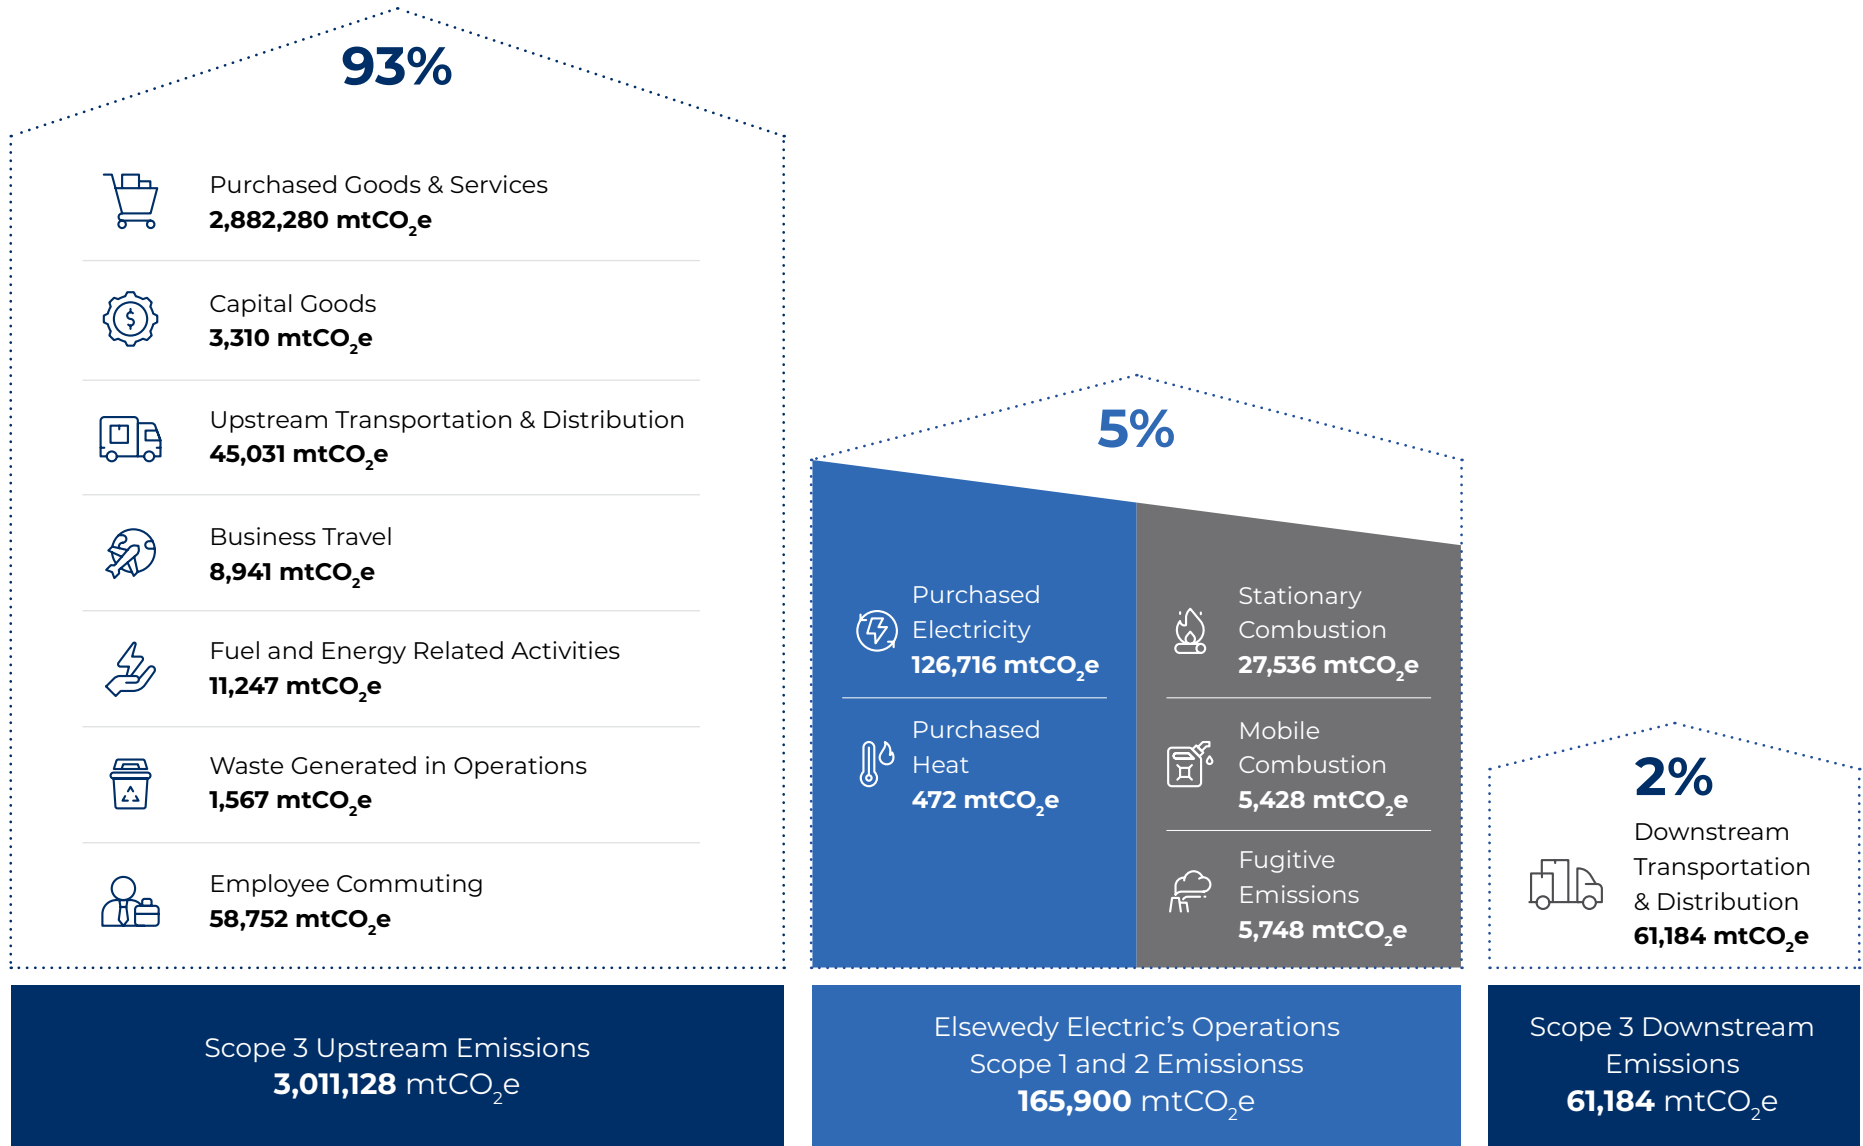 93%
Purchased Goods & Services
2,882,280 mtCO₂e
Capital Goods
3,310 mtCO₂e
Upstream Transportation & Distribution
45,031 mtCO₂e
Business Travel
8,941 mtCO₂e
Fuel and Energy Related Activities
11,247 mtCO₂e
Waste Generated in Operations
1,567 mtCO₂e
Employee Commuting
58,752 mtCO₂e
Scope 3 Upstream Emissions
3,011,128 mtCO₂e
5%
Purchased
Electricity
126,716 mtCO₂e
Purchased
Heat
472 mtCO₂e
Stationary
Combustion
27,536 mtCO₂e
Mobile
Combustion
5,428 mtCO₂e
Fugitive
Emissions
5,748 mtCO₂e
Elsewedy Electric’s Operations
Scope 1 and 2 Emissionss
165,900 mtCO₂e
2%
Downstream
Transportation
& Distribution
61,184 mtCO₂e
Scope 3 Downstream
Emissions
61,184 mtCO₂e